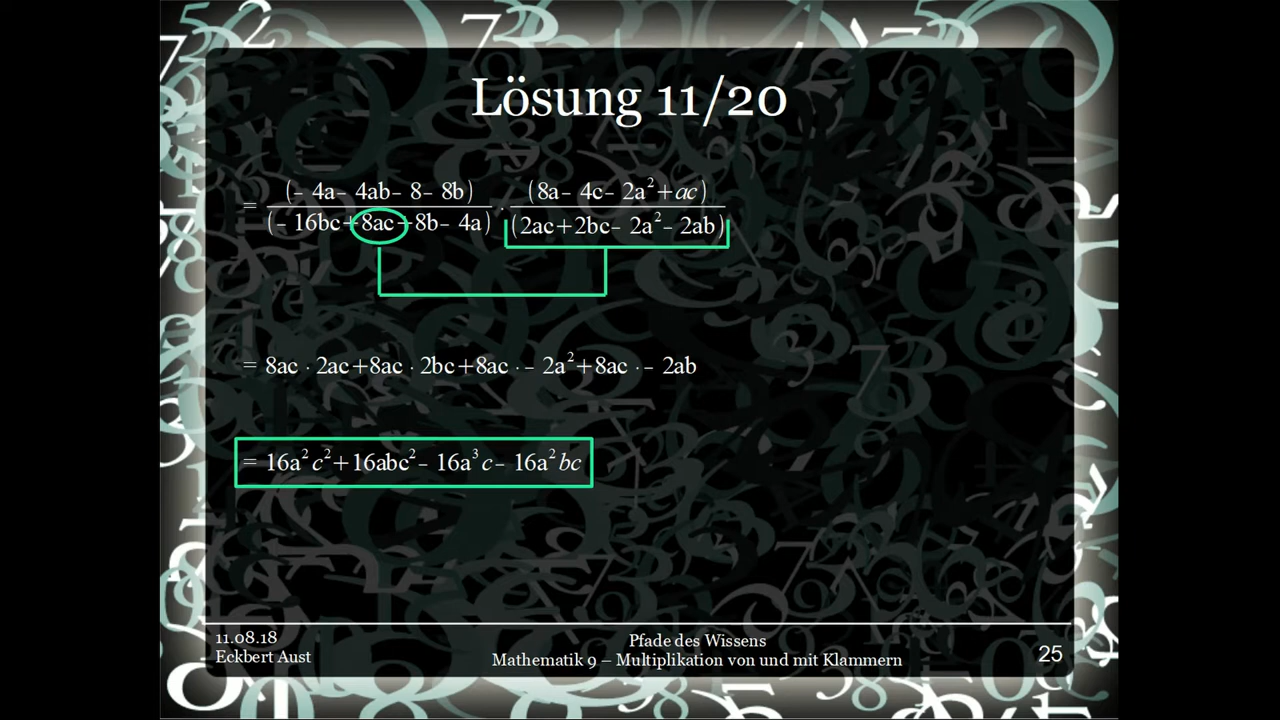 Lösung 11/20
= (– 4a– 4ab– 8– 8b) / (– 16bc+8ac+8b– 4a) · (8a– 4c– 2a²+ac) / (2ac+2bc– 2a²– 2ab)
= 8ac · 2ac+8ac · 2bc+8ac · – 2a²+8ac · – 2ab
= 16a²c²+16abc²– 16a³c– 16a²bc
11.08.18
Eckbert Aust
Pfade des Wissens
Mathematik 9 – Multiplikation von und mit Klammern
25